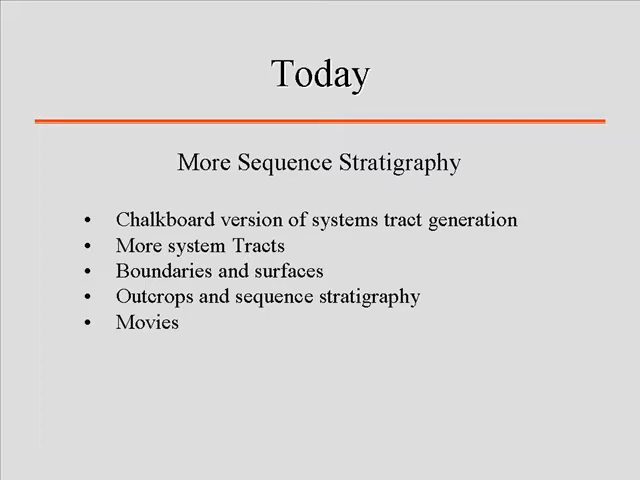 Today
More Sequence Stratigraphy
• Chalkboard version of systems tract generation
• More system Tracts
• Boundaries and surfaces
• Outcrops and sequence stratigraphy
• Movies